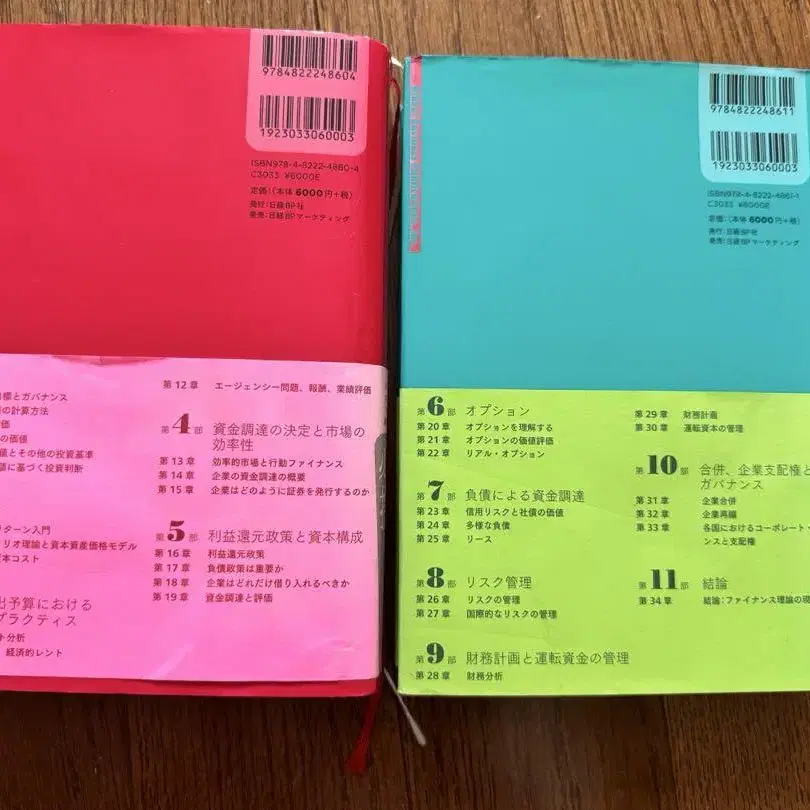 9784822248604
1923033060003
ISBN978-4-8222-4860-4
C3033 ¥6000E
定価:(本体6000円+税)
発行:日経BP社
発売:日経BPマーケティング
標とガバナンス
の計算方法
価
の価値
値とその他の投資基準
値に基づく投資判断
ターン入門
リオ理論と資本資産価格モデル
本コスト
出予算における
プラクティス
ト分析
経済的レント
第12章 エージェンシー問題、報酬、業績評価
第4部 資金調達の決定と市場の
効率性
第13章 効率的市場と行動ファイナンス
第14章 企業の資金調達の概要
第15章 企業はどのように証券を発行するのか
第5部 利益還元政策と資本構成
第16章 利益還元政策
第17章 負債政策は重要か
第18章 企業はどれだけ借り入れるべきか
第19章 資金調達と評価
9784822248611
1923033060003
ISBN978-4-8222-4861-1
C3033 ¥6000E
定価:(本体6000円+税)
発行:日経BP社
発売:日経BPマーケティング
第6部 オプション
第20章 オプションを理解する
第21章 オプションの価値評価
第22章 リアル・オプション
第7部 負債による資金調達
第23章 信用リスクと社債の価値
第24章 多様な負債
第25章 リース
第8部 リスク管理
第26章 リスクの管理
第27章 国際的なリスクの管理
第9部 財務計画と運転資金の管理
第28章 財務分析
第29章 財務計画
第30章 運転資本の管理
第10部 合併、企業支配権と
ガバナンス
第31章 企業合併
第32章 企業再編
第33章 各国におけるコーポレート・
ンスと支配権
第11部 結論
第34章 結論:ファイナンス理論の現